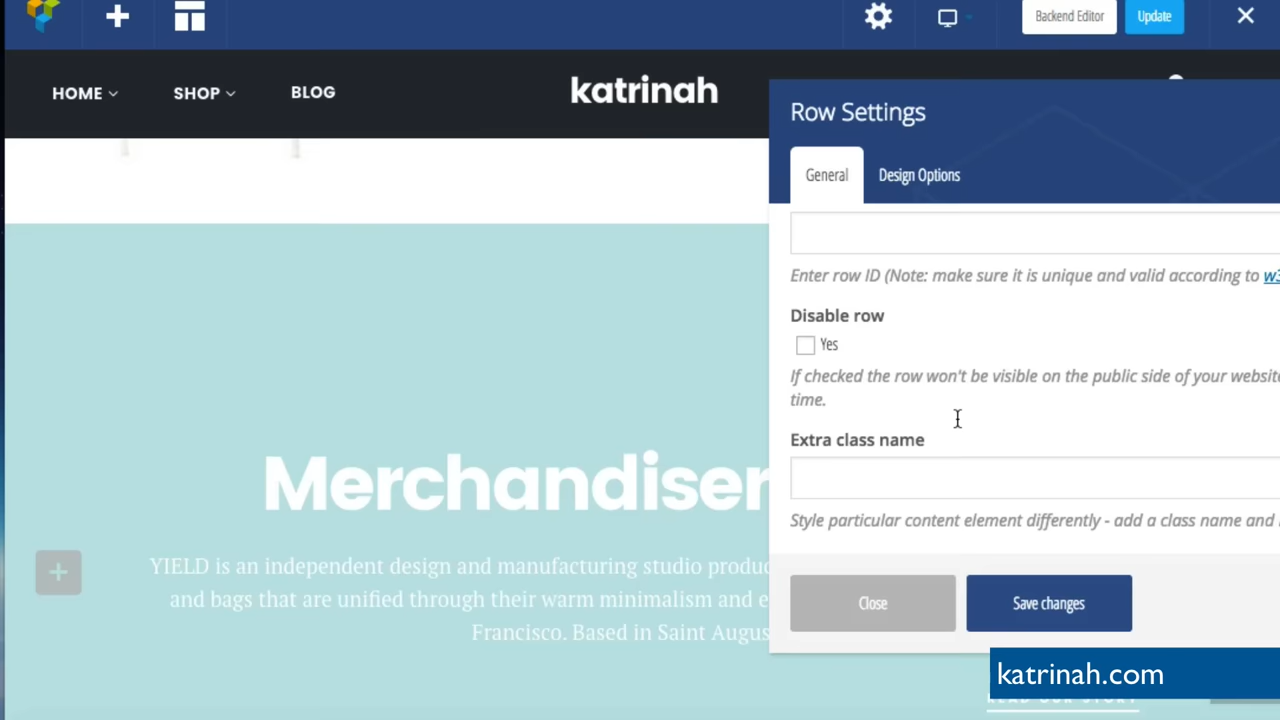 Backend Editor
Update
HOME
SHOP
BLOG
katrinah
Row Settings
General
Design Options
Enter row ID (Note: make sure it is unique and valid according to
Disable row
Yes
If checked the row won't be visible on the public side of your website
time.
Extra class name
Style particular content element differently - add a class name and
Merchandiser
YIELD is an independent design and manufacturing studio
and bags that are unified through their warm minimalism and
Francisco. Based in Saint
Close
Save changes
katrinah.com
READ OUR STORY